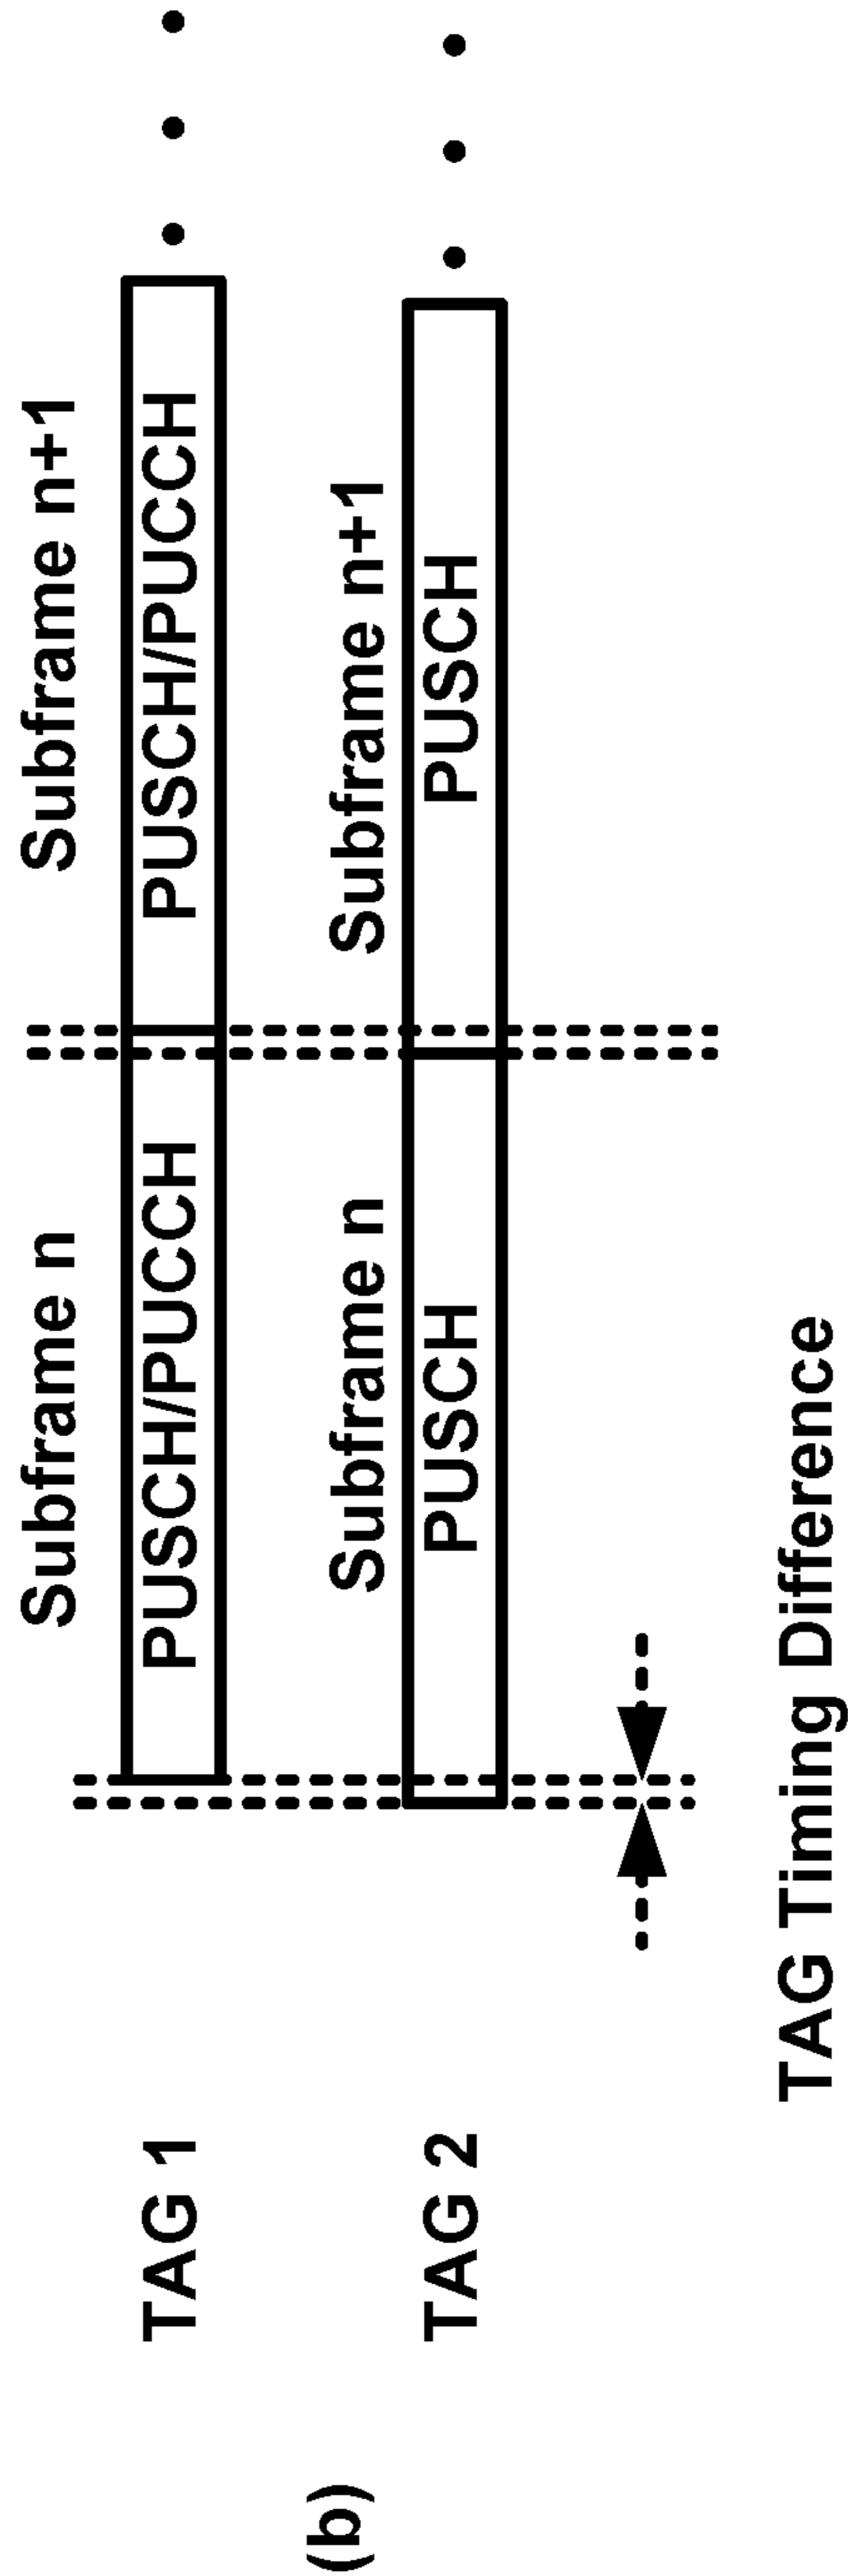 Subframe n
Subframe n+1
TAG 1
PUSCH/PUCCH
PUSCH/PUCCH
(b)
Subframe n
Subframe n+1
TAG 2
PUSCH
PUSCH
TAG Timing Difference